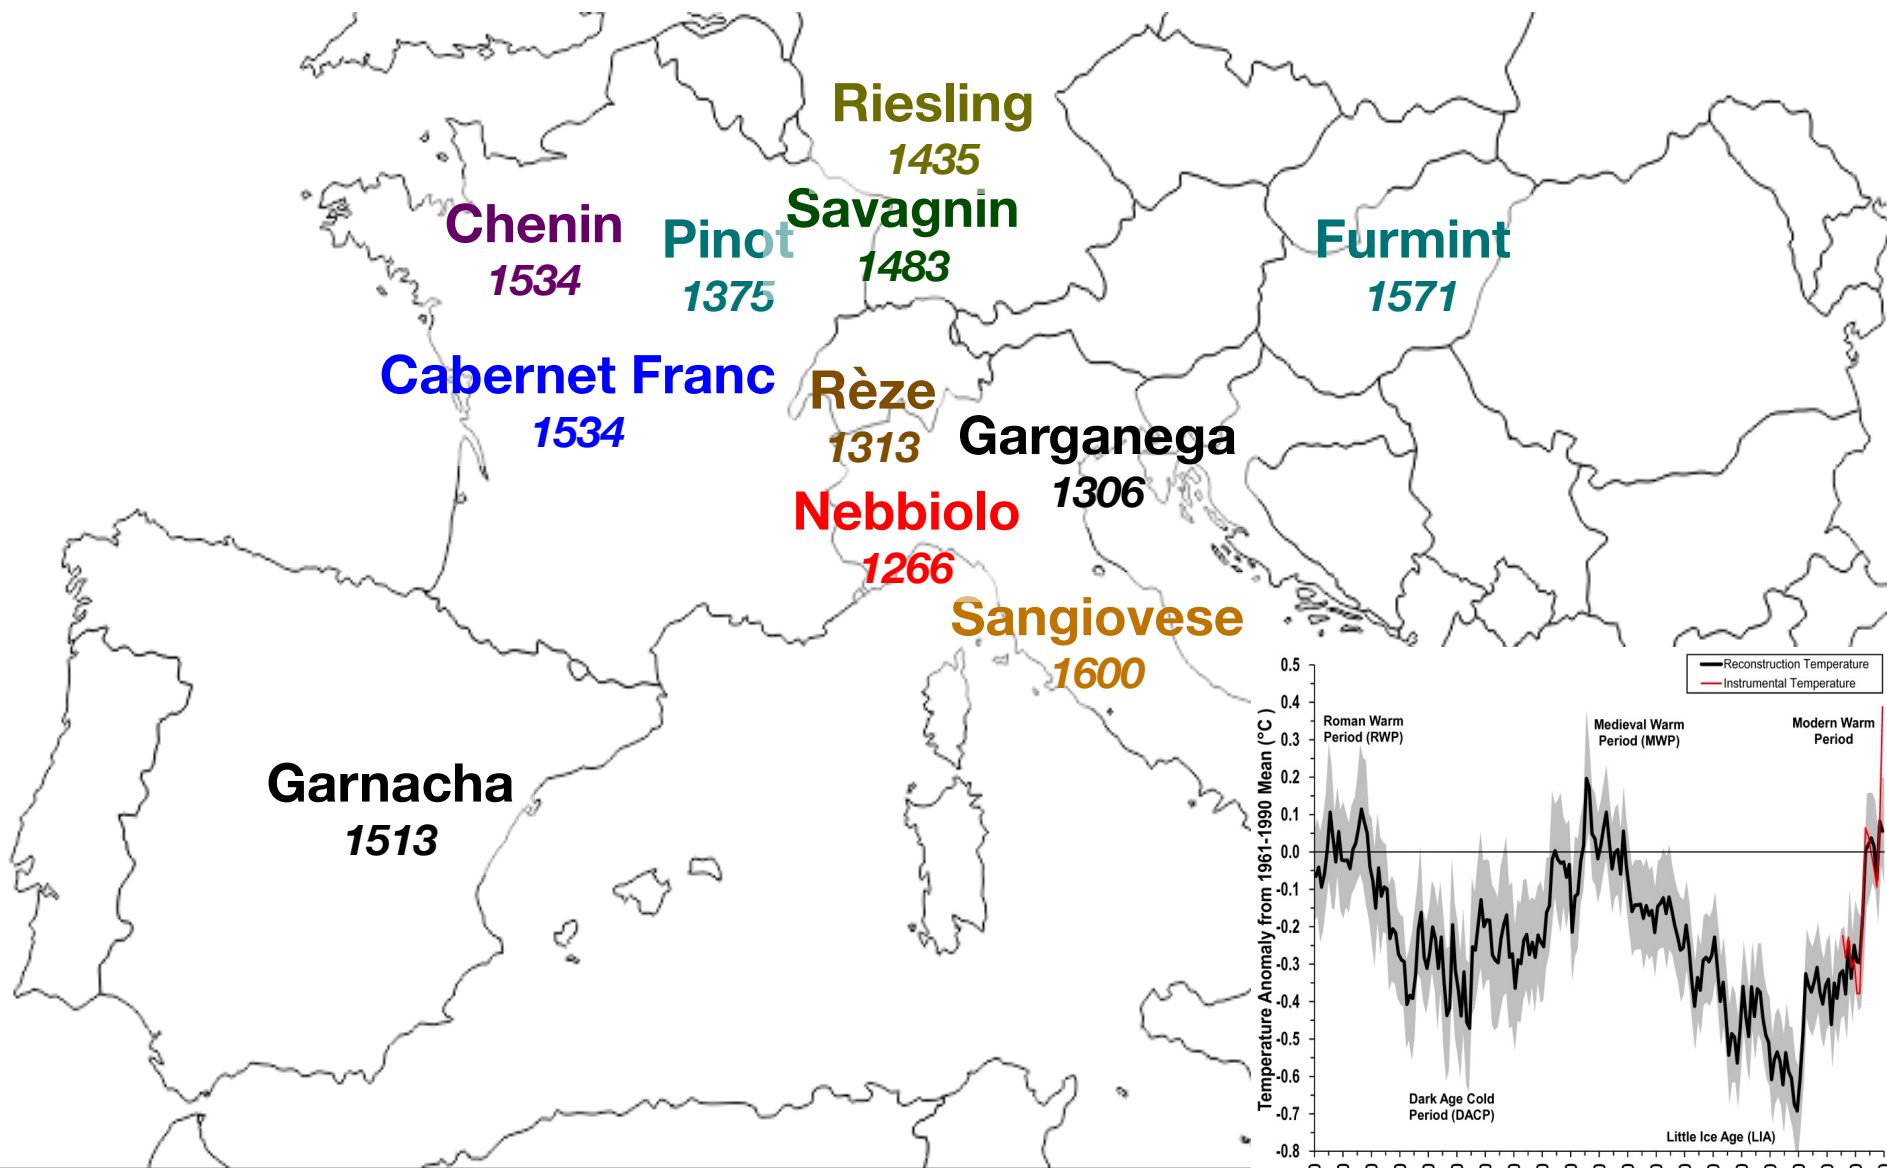 Riesling
1435
Savagnin
1483
Chenin
1534
Pinot
1375
Furmint
1571
Cabernet Franc
1534
Rèze
1313
Garganega
1306
Nebbiolo
1266
Sangiovese
1600
Garnacha
1513
Reconstruction Temperature
Instrumental Temperature
Temperature Anomaly from 1961-1990 Mean (°C )
0.5
0.4
0.3
0.2
0.1
0.0
-0.1
-0.2
-0.3
-0.4
-0.5
-0.6
-0.7
-0.8
Roman Warm
Period (RWP)
Medieval Warm
Period (MWP)
Modern Warm
Period
Dark Age Cold
Period (DACP)
Little Ice Age (LIA)